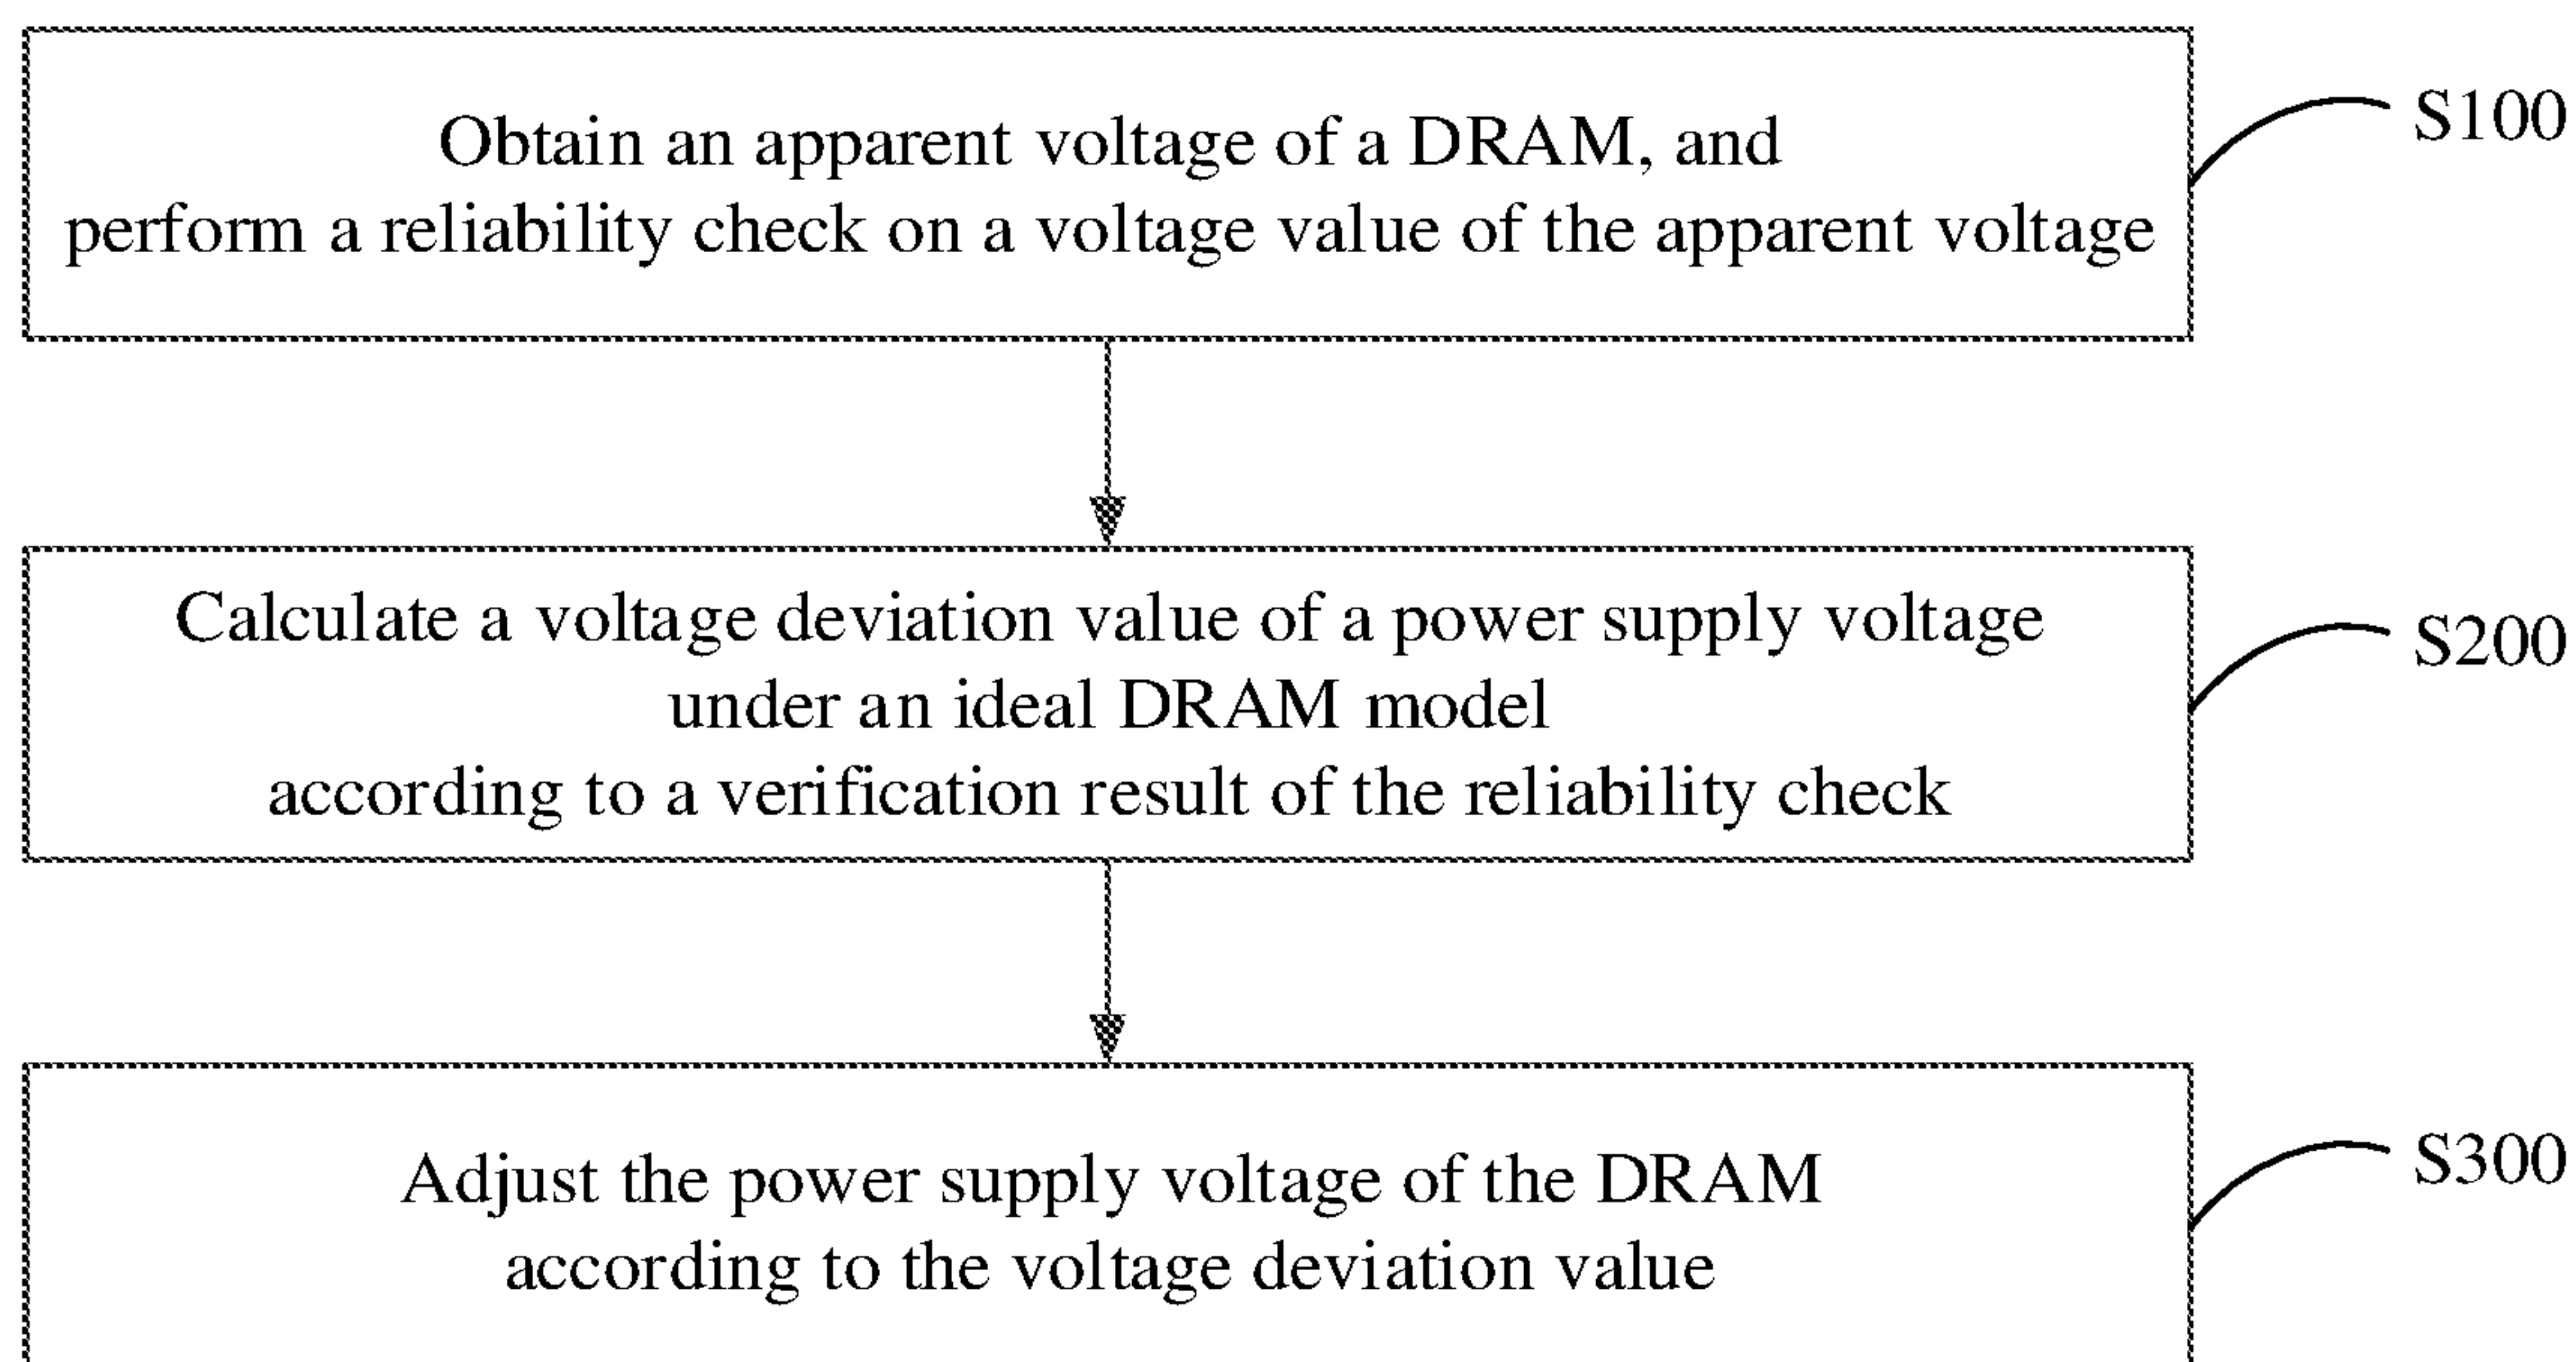 Obtain an apparent voltage of a DRAM, and
perform a reliability check on a voltage value of the apparent voltage
S100
Calculate a voltage deviation value of a power supply voltage
under an ideal DRAM model
according to a verification result of the reliability check
S200
Adjust the power supply voltage of the DRAM
according to the voltage deviation value
S300